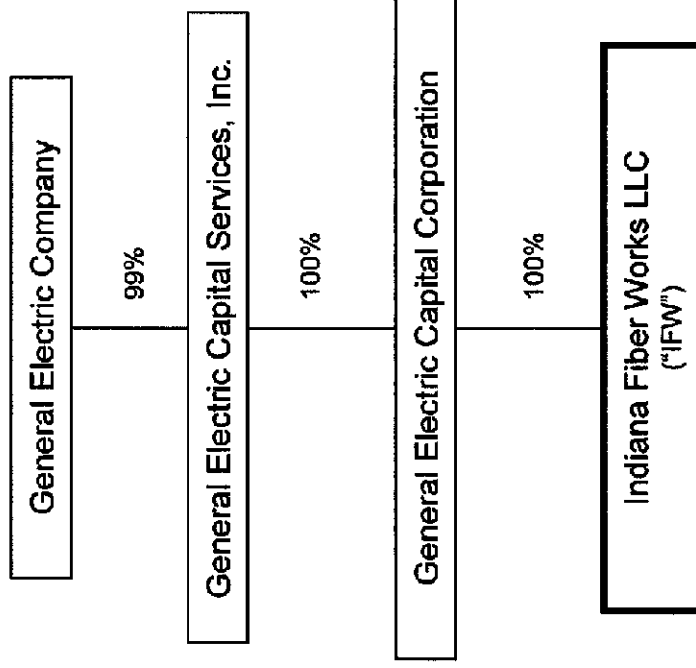 General Electric Company
99%
General Electric Capital Services, Inc.
100%
General Electric Capital Corporation
100%
Indiana Fiber Works LLC
("IFW")